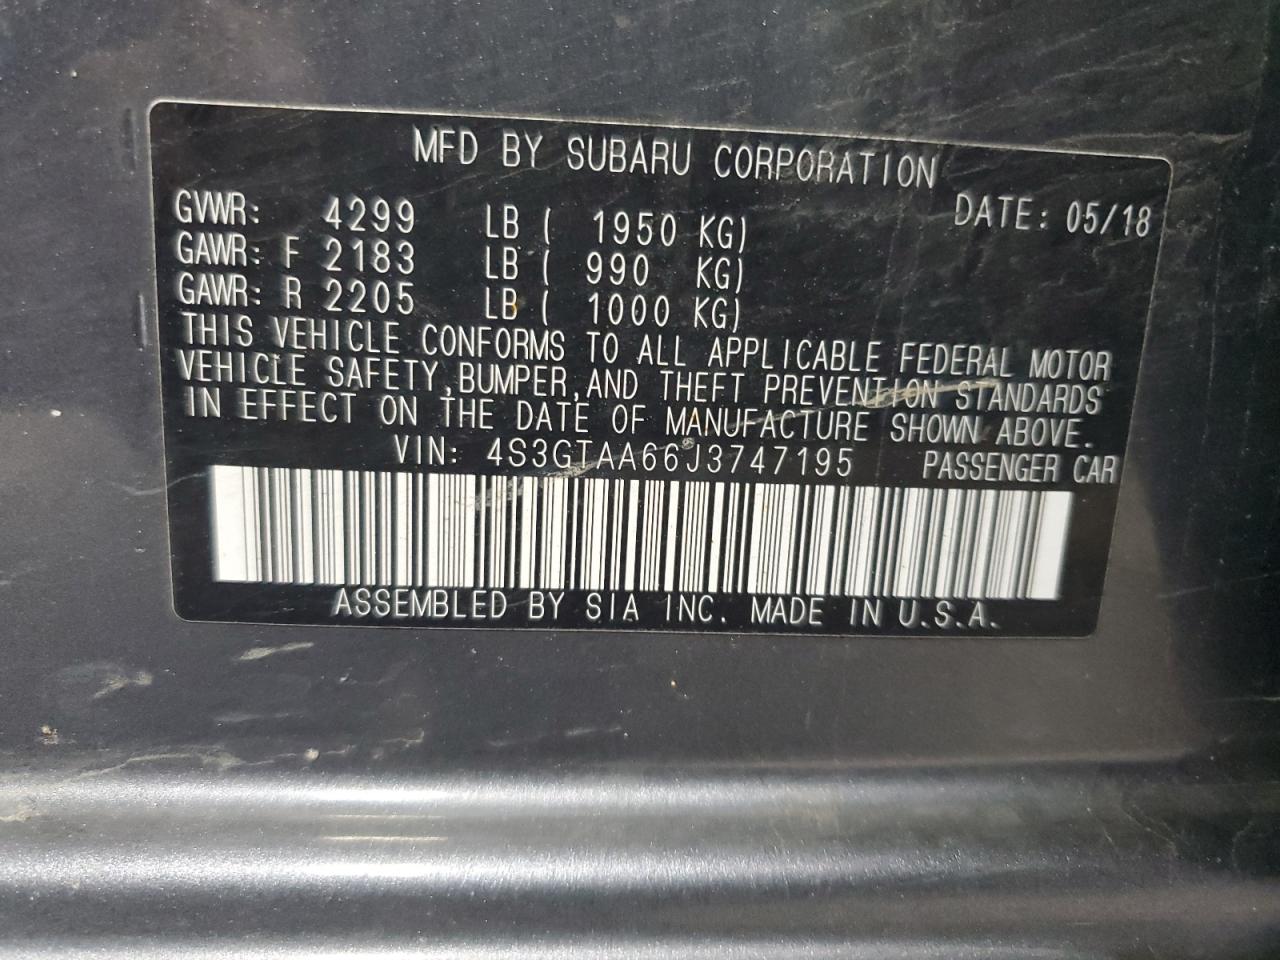 MFD BY SUBARU CORPORATION
GVWR: 4299 LB ( 1950 KG) DATE: 05/18
GAWR: F 2183 LB ( 990 KG)
GAWR: R 2205 LB ( 1000 KG)
THIS VEHICLE CONFORMS TO ALL APPLICABLE FEDERAL MOTOR
VEHICLE SAFETY, BUMPER, AND THEFT PREVENTION STANDARDS
IN EFFECT ON THE DATE OF MANUFACTURE SHOWN ABOVE.
VIN: 4S3GTAA66J3747195 PASSENGER CAR
ASSEMBLED BY SIA INC. MADE IN U.S.A.